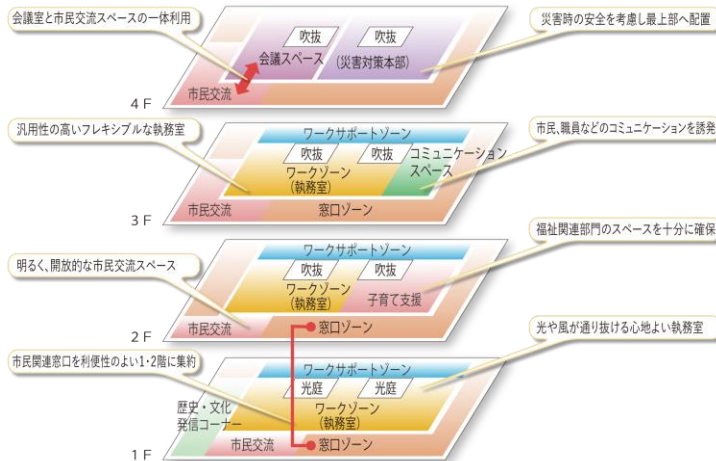 会議室と市民交流スペースの一体利用
災害時の安全を考慮し最上部へ配置
吹抜
吹抜
会議スペース
(災害対策本部)
市民交流
4F
汎用性の高いフレキシブルな執務室
市民、職員などのコミュニケーションを誘発
ワークサポートゾーン
吹抜
吹抜
コミュニケーション
スペース
ワークゾーン
(執務室)
市民交流
窓口ゾーン
3F
福祉関連部門のスペースを十分に確保
ワークサポートゾーン
明るく、開放的な市民交流スペース
吹抜
吹抜
ワークゾーン
(執務室)
子育て支援
市民交流
窓口ゾーン
2F
光や風が通り抜ける心地よい執務室
市民関連窓口を利便性のよい1・2階に集約
ワークサポートゾーン
光庭
光庭
歴史・文化
発信コーナー
ワークゾーン
(執務室)
市民交流
窓口ゾーン
1F